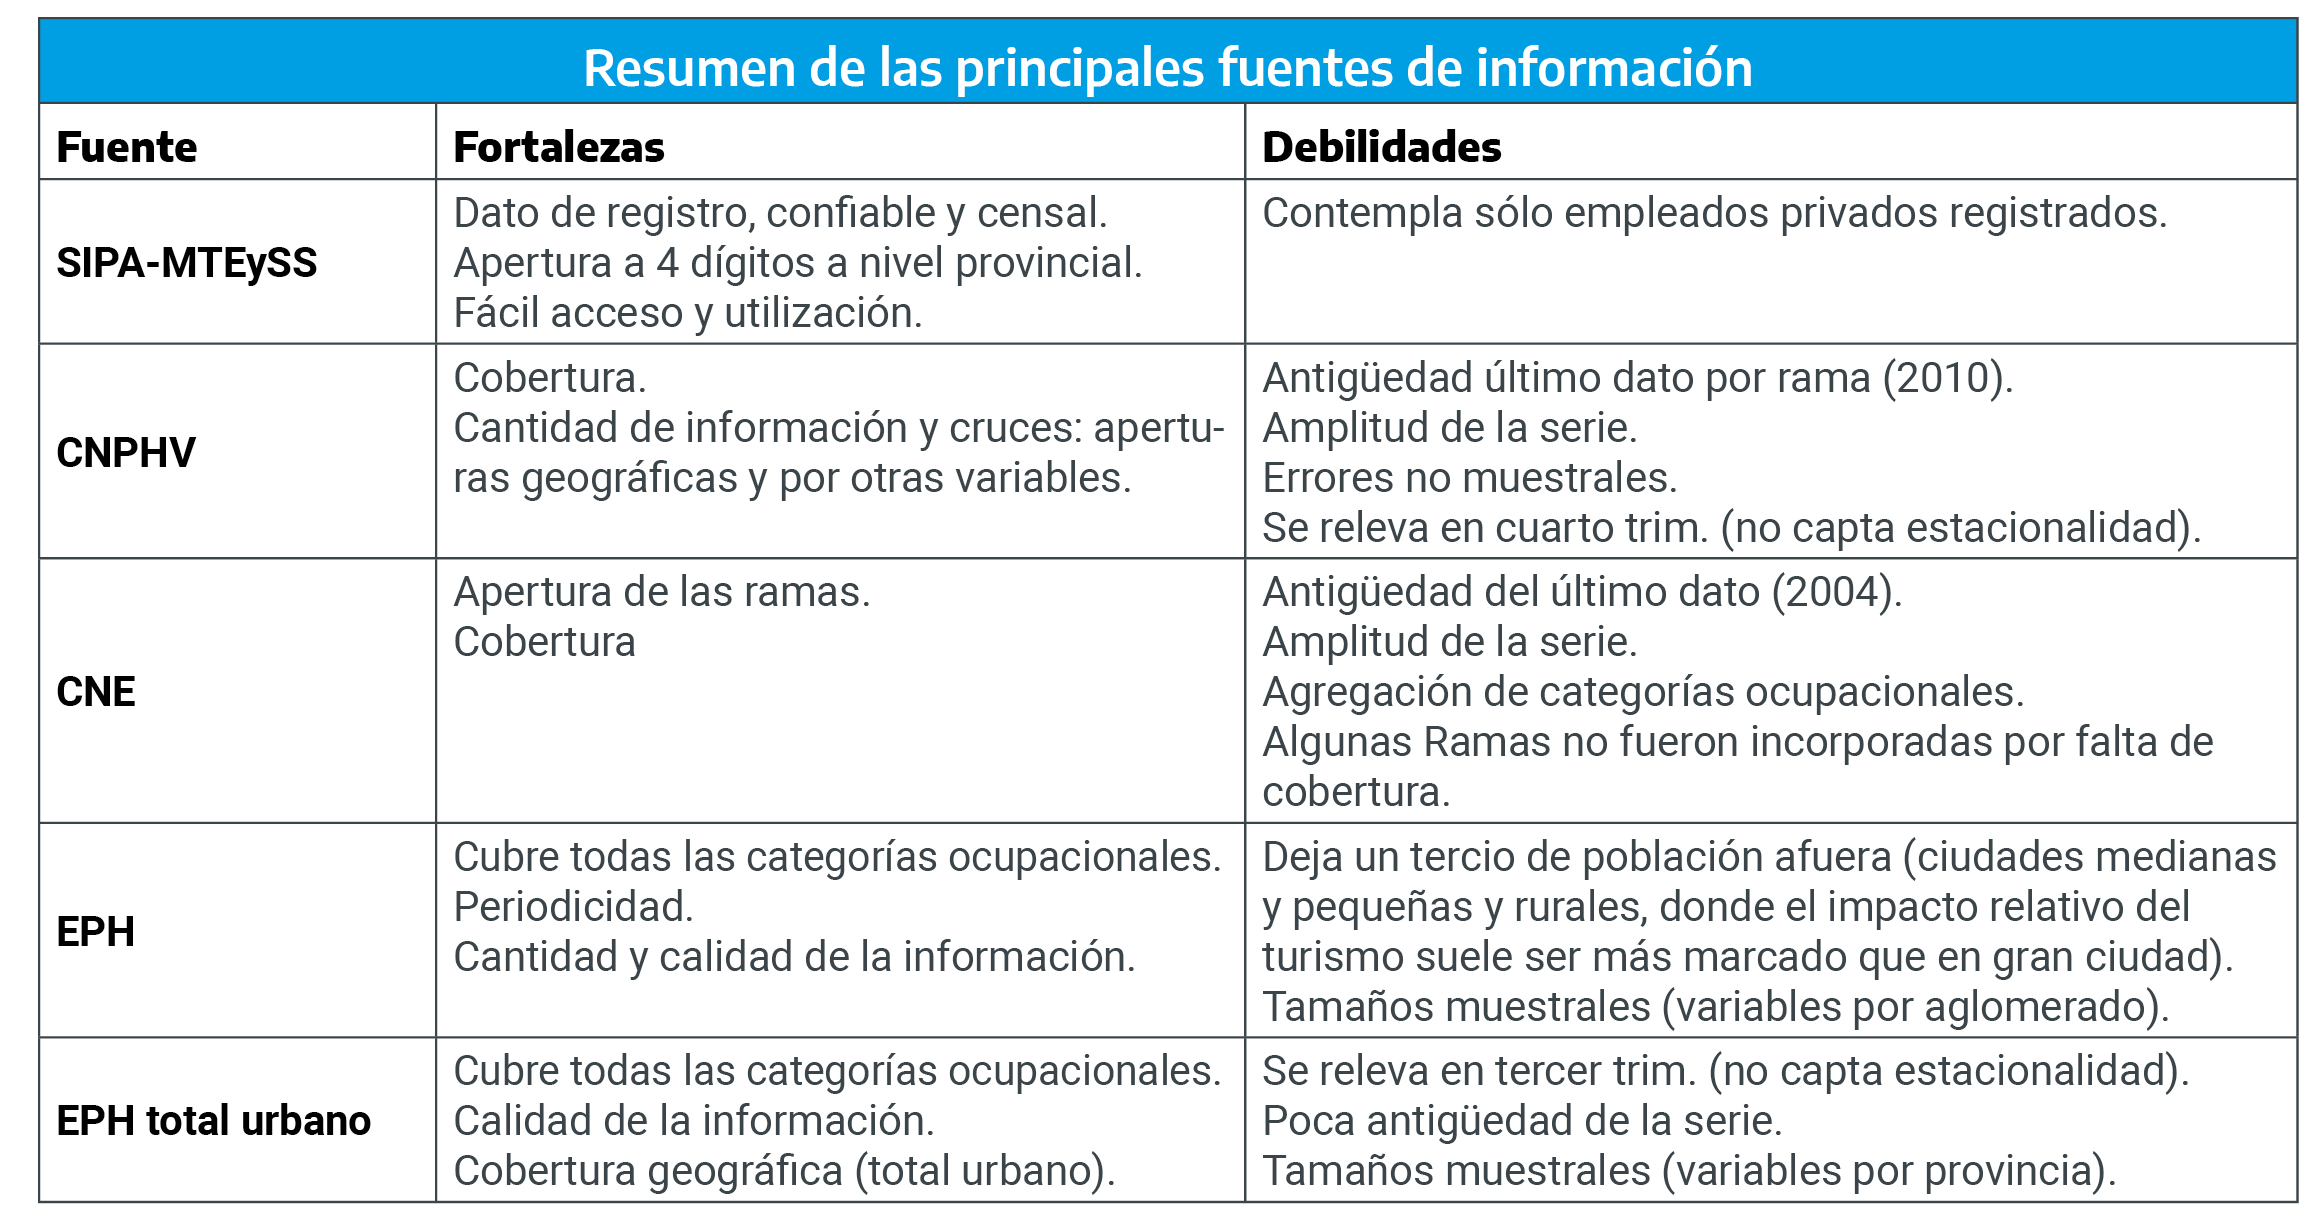 Resumen de las principales fuentes de información
Fuente
Fortalezas
Debilidades
SIPA-MTEySS
Dato de registro, confiable y censal.
Apertura a 4 dígitos a nivel provincial.
Fácil acceso y utilización.
Contempla sólo empleados privados registrados.
CNPHV
Cobertura.
Cantidad de información y cruces: apertu-
ras geográficas y por otras variables.
Antigüedad último dato por rama (2010).
Amplitud de la serie.
Errores no muestrales.
Se releva en cuarto trim. (no capta estacionalidad).
CNE
Apertura de las ramas.
Cobertura
Antigüedad del último dato (2004).
Amplitud de la serie.
Agregación de categorías ocupacionales.
Algunas Ramas no fueron incorporadas por falta de
cobertura.
EPH
Cubre todas las categorías ocupacionales.
Periodicidad.
Cantidad y calidad de la información.
Deja un tercio de población afuera (ciudades medianas
y pequeñas y rurales, donde el impacto relativo del
turismo suele ser más marcado que en gran ciudad).
Tamaños muestrales (variables por aglomerado).
EPH total urbano
Cubre todas las categorías ocupacionales.
Calidad de la información.
Cobertura geográfica (total urbano).
Se releva en tercer trim. (no capta estacionalidad).
Poca antigüedad de la serie.
Tamaños muestrales (variables por provincia).